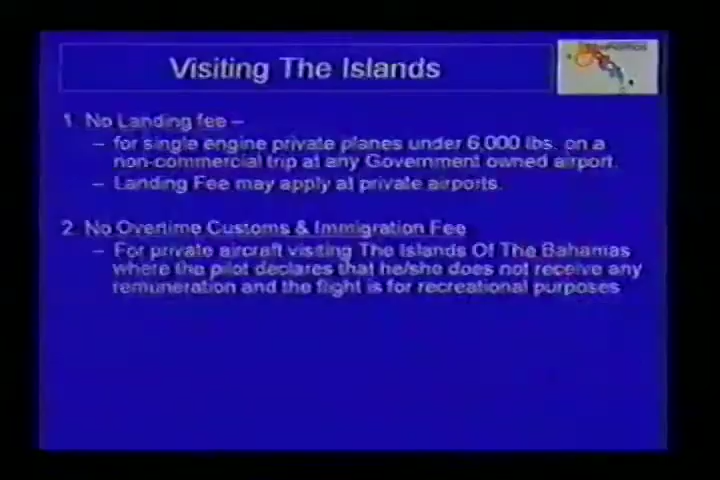 Visiting The Islands
1. No Landing fee –
– for single engine private planes under 6,000 lbs. on a
non-commercial trip at any Government owned airport.
– Landing Fee may apply at private airports.
2. No Overtime Customs & Immigration Fee
– For private aircraft visiting The Islands Of The Bahamas
where the pilot declares that he/she does not receive any
remuneration and the flight is for recreational purposes